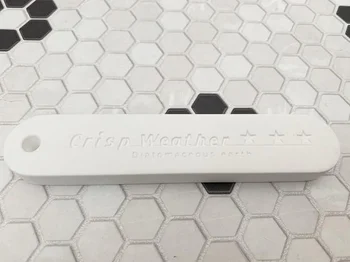 Crisp Weather ☆ ☆ ☆
Diatomaceous earth